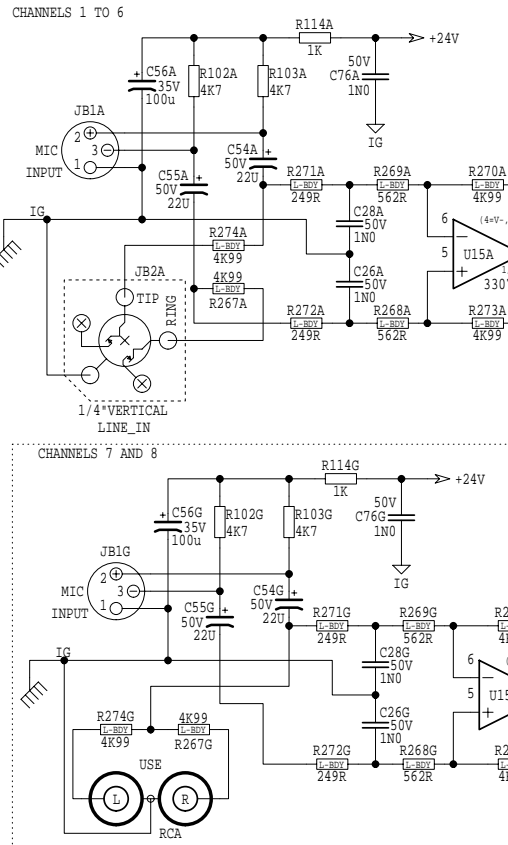 CHANNELS 1 TO 6
R114A
1K
+24V
50V
C76A
1N0
IG
C56A
35V
100u
R102A
4K7
R103A
4K7
JB1A
MIC
INPUT
2
3
1
C54A
50V
22U
C55A
50V
22U
R271A
L-BDY
249R
R269A
L-BDY
562R
R270A
L-BDY
4K99
IG
R274A
L-BDY
4K99
C28A
50V
1N0
6
5
(4=V-,
U15A
4K99
L-BDY
R267A
C26A
50V
1N0
JB2A
TIP
RING
R272A
L-BDY
249R
R268A
L-BDY
562R
R273A
L-BDY
4K99
1/4"VERTICAL
LINE_IN
CHANNELS 7 AND 8
R114G
1K
+24V
50V
C76G
1N0
IG
C56G
35V
100u
R102G
4K7
R103G
4K7
JB1G
MIC
INPUT
2
3
1
C54G
50V
22U
C55G
50V
22U
R271G
L-BDY
249R
R269G
L-BDY
562R
IG
C28G
50V
1N0
6
5
R274G
L-BDY
4K99
4K99
L-BDY
R267G
C26G
50V
1N0
R272G
L-BDY
249R
R268G
L-BDY
562R
USE
L
R
RCA